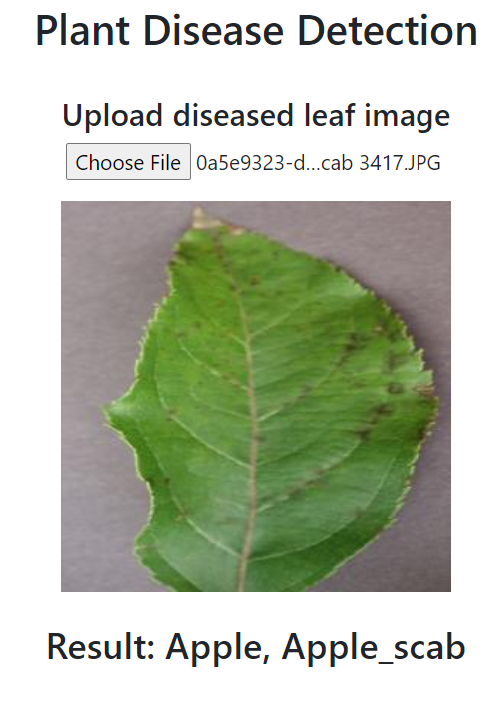 Plant Disease Detection
Upload diseased leaf image
Choose File 0a5e9323-d...cab 3417.JPG
Result: Apple, Apple_scab